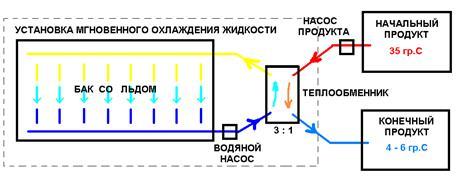 УСТАНОВКА МГНОВЕННОГО ОХЛАЖДЕНИЯ ЖИДКОСТИ
НАСОС
ПРОДУКТА
НАЧАЛЬНЫЙ
ПРОДУКТ
35 гр.С
БАК СО ЛЬДОМ
ТЕПЛООБМЕННИК
3 : 1
ВОДЯНОЙ
НАСОС
КОНЕЧНЫЙ
ПРОДУКТ
4 - 6 гр.С